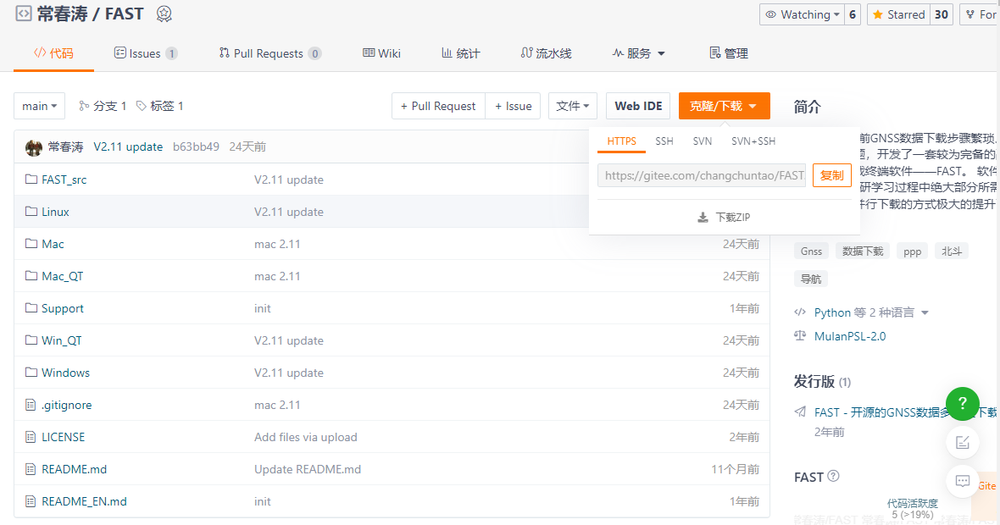 常春涛 / FAST
Watching 6
Starred 30
For
代码
Issues 1
Pull Requests 0
Wiki
统计
流水线
服务
管理
main
分支 1
标签 1
+ Pull Request
+ Issue
文件
Web IDE
克隆/下载
简介
HTTPS SSH SVN SVN+SSH
https://gitee.com/changchuntao/FAST.
复制
下载ZIP
前GNSS数据下载步骤繁琐
题，开发了一套较为完备的
载终端软件——FAST。 软件
研学习过程中绝大部分所需
并行下载的方式极大的提升
常春涛 V2.11 update b63bb49 24天前
FAST_src V2.11 update
Linux V2.11 update
Mac mac 2.11 24天前
Mac_QT mac 2.11 24天前
Support init 1年前
Win_QT V2.11 update 24天前
Windows V2.11 update 24天前
.gitignore mac 2.11 24天前
LICENSE Add files via upload 2年前
README.md Update README.md 11个月前
README_EN.md init 1年前
Gnss 数据下载 ppp 北斗
导航
Python 等 2 种语言
MulanPSL-2.0
发行版 (1)
FAST - 开源的GNSS数据多 下载
2年前
?
FAST ?
Gite
代码活跃度
5 (>19%)